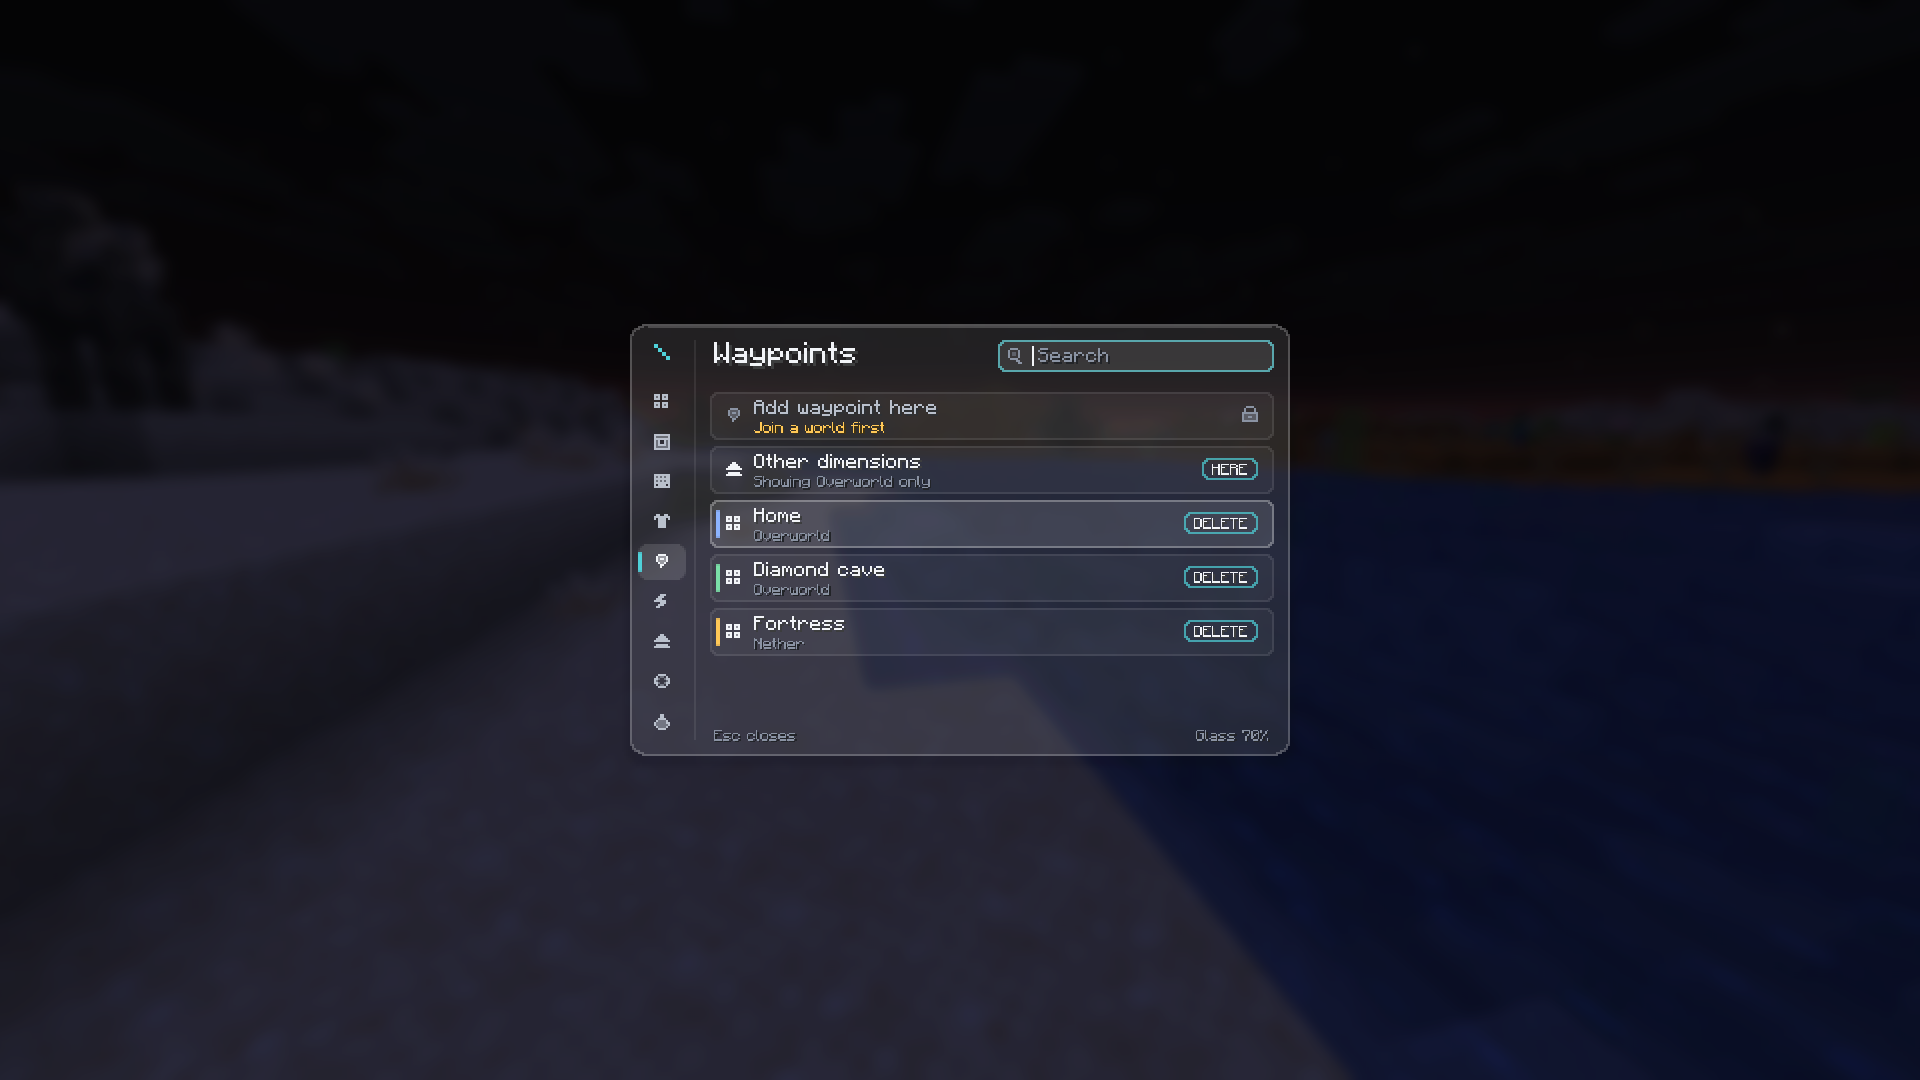 Waypoints
Search
Add waypoint here
Join a world first
Other dimensions
Showing Overworld only
HERE
Home
Overworld
DELETE
Diamond cave
Overworld
DELETE
Fortress
Nether
DELETE
Esc closes
Glass 70%